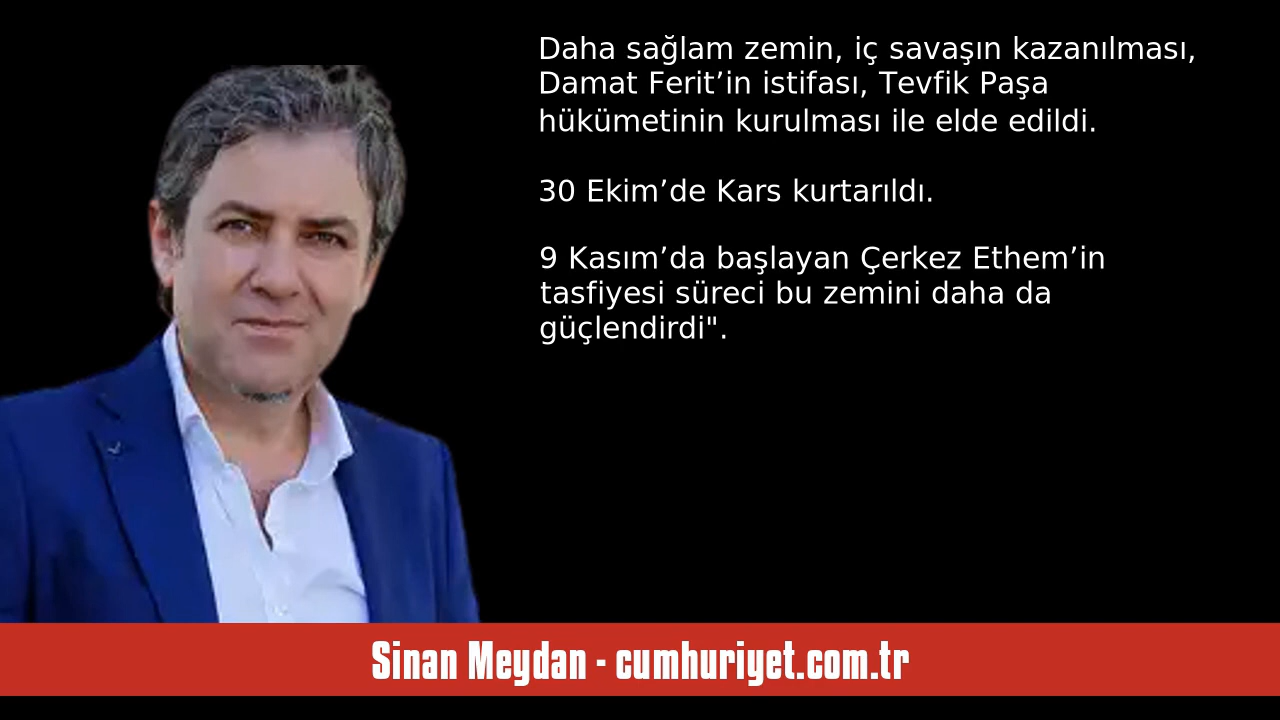 Daha sağlam zemin, iç savaşın kazanılması,
Damat Ferit’in istifası, Tevfik Paşa
hükümetinin kurulması ile elde edildi.
30 Ekim’de Kars kurtarıldı.
9 Kasım’da başlayan Çerkez Ethem’in
tasfiyesi süreci bu zemini daha da
güçlendirdi".
Sinan Meydan - cumhuriyet.com.tr